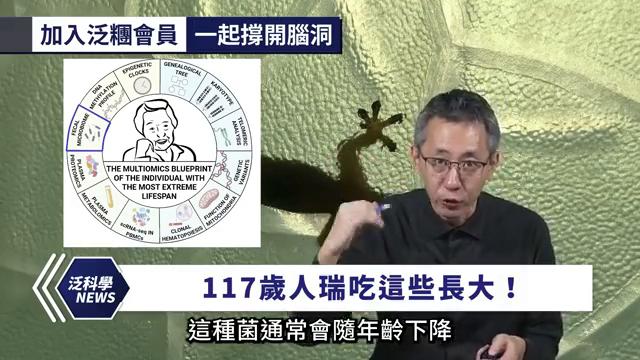 加入泛糰會員
一起撐開腦洞
EPIGENETIC CLOCKS
GENEALOGICAL TREE
KARYOTYPE
TELOMERIC ANALYSIS
GENETIC VARIANTS
FUNCTION OF MITOCHONDRIA
CLONAL HEMATOPOIESIS
scRNA-seq IN PBMCs
PLASMA METABOLOMICS
PLASMA PROTEOMICS
FECAL MICROBIOME
DNA METHYLATION PROFILE
THE MULTIOMICS BLUEPRINT
OF THE INDIVIDUAL WITH
THE MOST EXTREME
LIFESPAN
泛科學
NEWS
117歲人瑞吃這些長大！
這種菌通常會隨年齡下降